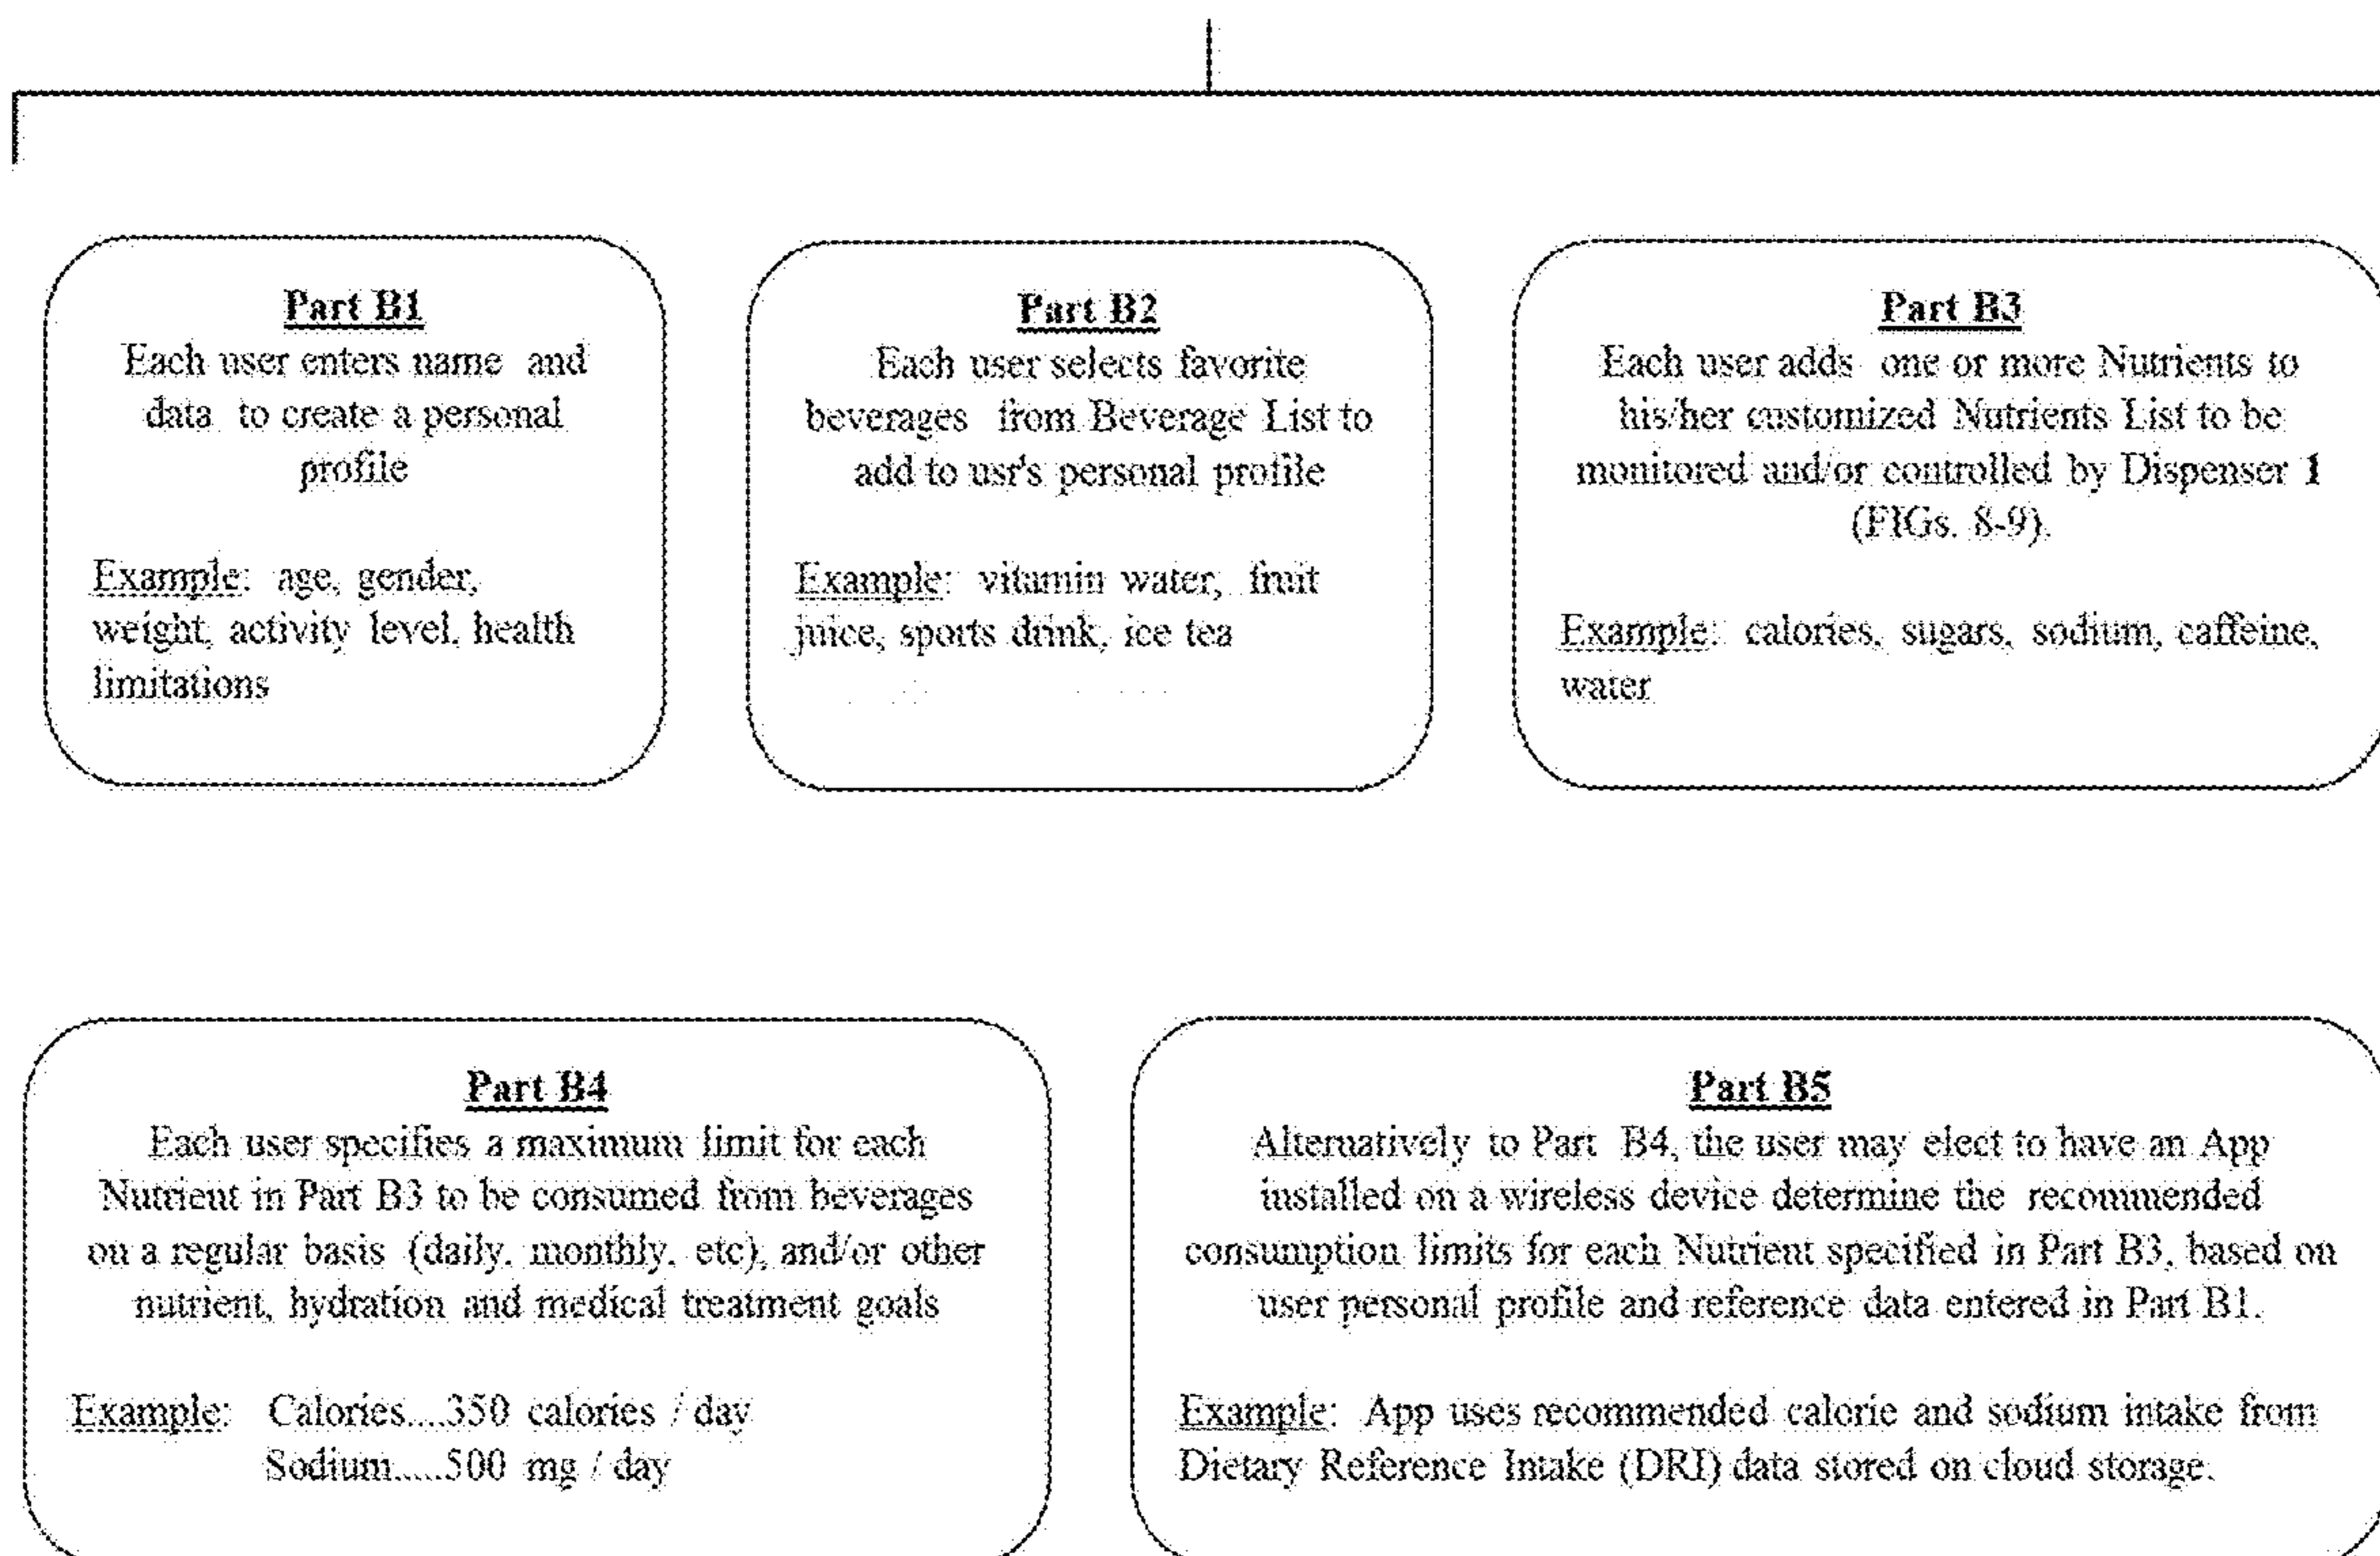 Part B1
Each user enters name and
data to create a personal
profile
Example: age, gender,
weight, activity level, health
limitations
Part B2
Each user selects favorite
beverages from Beverage List to
add to usr's personal profile
Example: vitamin water, fruit
juice, sports drink, ice tea
Part B3
Each user adds one or more Nutrients to
his/her customized Nutrients List to be
monitored and/or controlled by Dispenser 1
(FIGs. 8-9).
Example: calories, sugars, sodium, caffeine,
water
Part B4
Each user specifies a maximum limit for each
Nutrient in Part B3 to be consumed from beverages
on a regular basis (daily, monthly, etc), and/or other
nutrient, hydration and medical treatment goals
Example: Calories....350 calories / day
Sodium.....500 mg / day
Part B5
Alternatively to Part B4, the user may elect to have an App
installed on a wireless device determine the recommended
consumption limits for each Nutrient specified in Part B3, based on
user personal profile and reference data entered in Part B1.
Example: App uses recommended calorie and sodium intake from
Dietary Reference Intake (DRI) data stored on cloud storage.